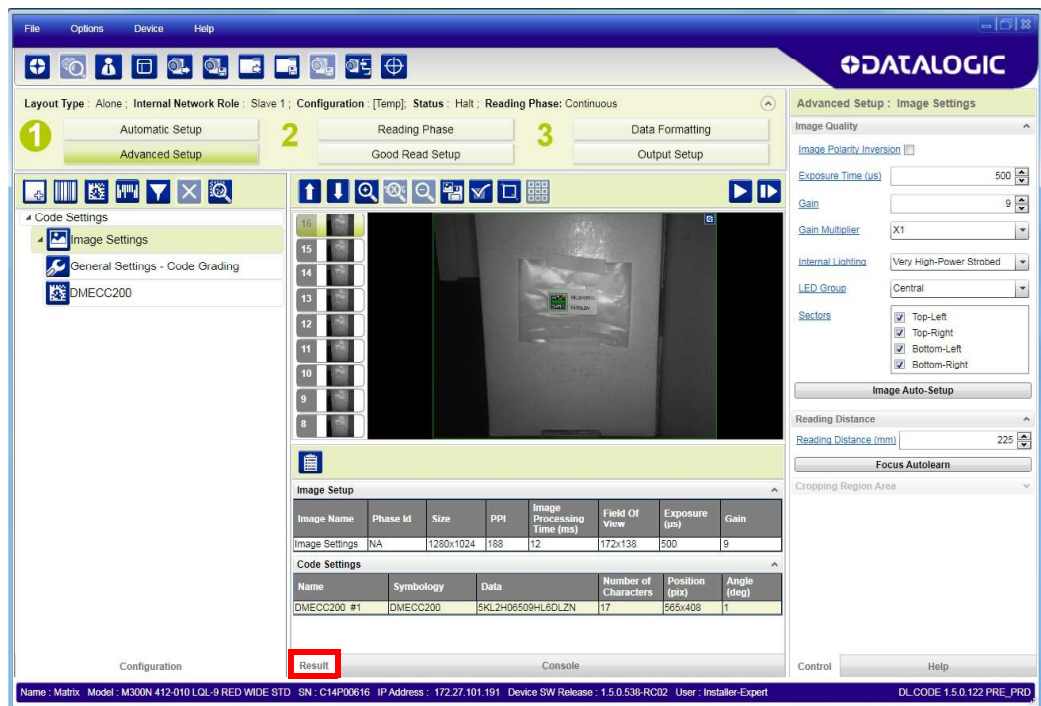 File Options Device Help
DATALOGIC
Layout Type : Alone ; Internal Network Role : Slave 1 ; Configuration : [Temp]; Status : Halt ; Reading Phase: Continuous
1 Automatic Setup 2 Reading Phase 3 Data Formatting
Advanced Setup Good Read Setup Output Setup
Code Settings
Image Settings
General Settings - Code Grading
DMECC200
16
15
14
13
12
11
10
9
8
Image Setup
Image Name Phase Id Size PPI Image Processing Time (ms) Field Of View Exposure (µs) Gain
Image Settings NA 1280x1024 188 12 172x138 500 9
Code Settings
Name Symbology Data Number of Characters Position (pix) Angle (deg)
DMECC200 #1 DMECC200 5KL2H06509HL6DLZN 17 565x408 1
Configuration Result Console
Advanced Setup : Image Settings
Image Quality
Image Polarity Inversion
Exposure Time (µs) 500
Gain 9
Gain Multiplier X1
Internal Lighting Very High-Power Strobed
LED Group Central
Sectors Top-Left
Top-Right
Bottom-Left
Bottom-Right
Image Auto-Setup
Reading Distance
Reading Distance (mm) 225
Focus Autolearn
Cropping Region Area
Control Help
Name : Matrix Model : M300N 412-010 LQL-9 RED WIDE STD SN : C14P00616 IP Address : 172.27.101.191 Device SW Release : 1.5.0.538-RC02 User : Installer-Expert DL.CODE 1.5.0.122 PRE_PRD